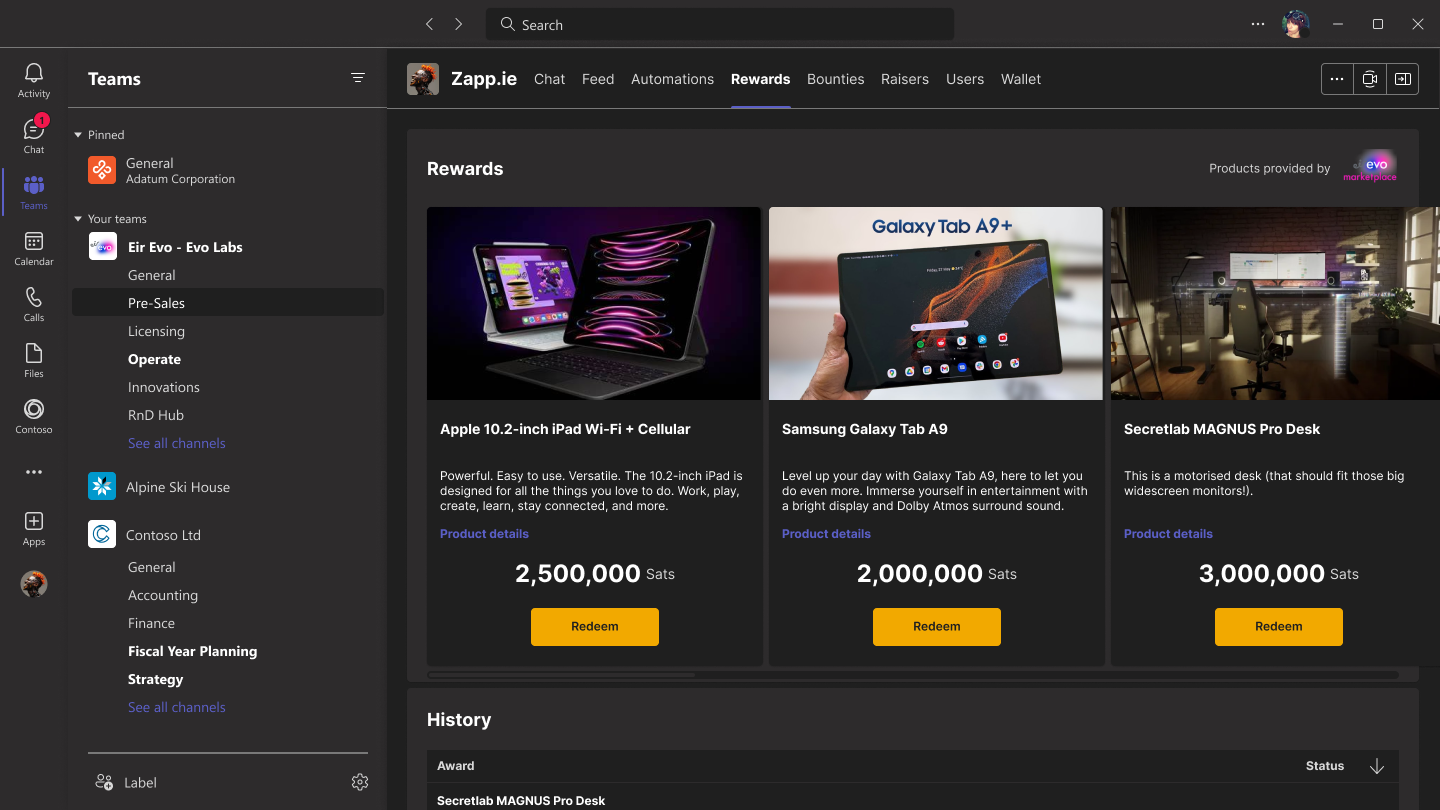 Search
Activity
1
Chat
Teams
Calendar
Calls
Files
Contoso
Apps
Teams
Pinned
General
Adatum Corporation
Your teams
evo
Eir Evo - Evo Labs
General
Pre-Sales
Licensing
Operate
Innovations
RnD Hub
See all channels
Alpine Ski House
Contoso Ltd
General
Accounting
Finance
Fiscal Year Planning
Strategy
See all channels
Label
Zapp.ie
Chat Feed Automations Rewards Bounties Raisers Users Wallet
Rewards
Products provided by
evo
marketplace
Apple 10.2-inch iPad Wi-Fi + Cellular
Powerful. Easy to use. Versatile. The 10.2-inch iPad is
designed for all the things you love to do. Work, play,
create, learn, stay connected, and more.
Product details
2,500,000 Sats
Redeem
Galaxy Tab A9+
Samsung Galaxy Tab A9
Level up your day with Galaxy Tab A9, here to let you
do even more. Immerse yourself in entertainment with
a bright display and Dolby Atmos surround sound.
Product details
2,000,000 Sats
Redeem
Secretlab MAGNUS Pro Desk
This is a motorised desk (that should fit those big
widescreen monitors!).
Product details
3,000,000 Sats
Redeem
History
Award Status
Secretlab MAGNUS Pro Desk